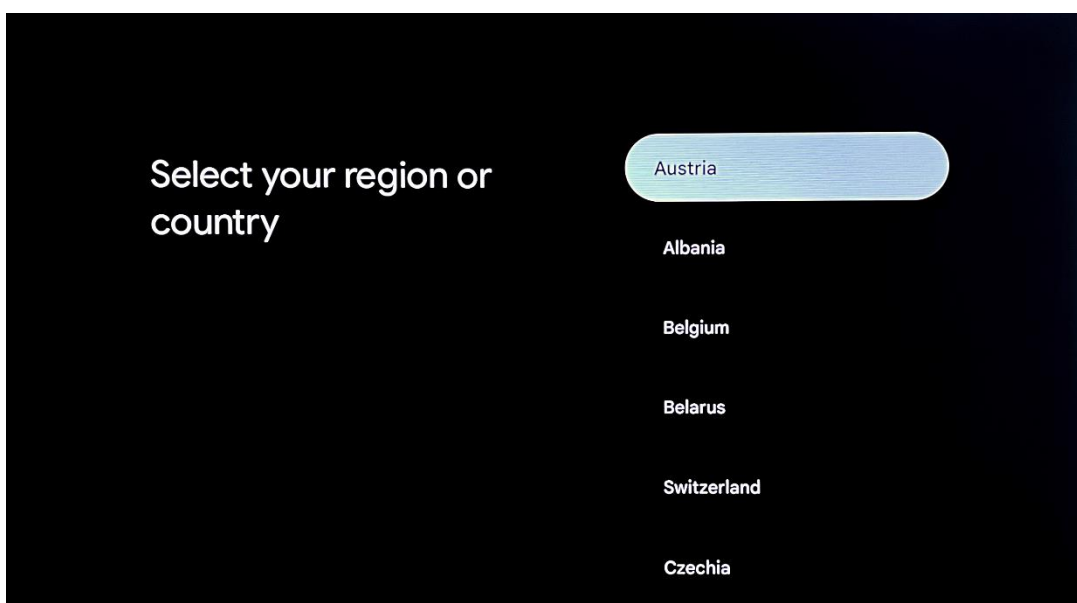 Select your region or
country
Austria
Albania
Belgium
Belarus
Switzerland
Czechia